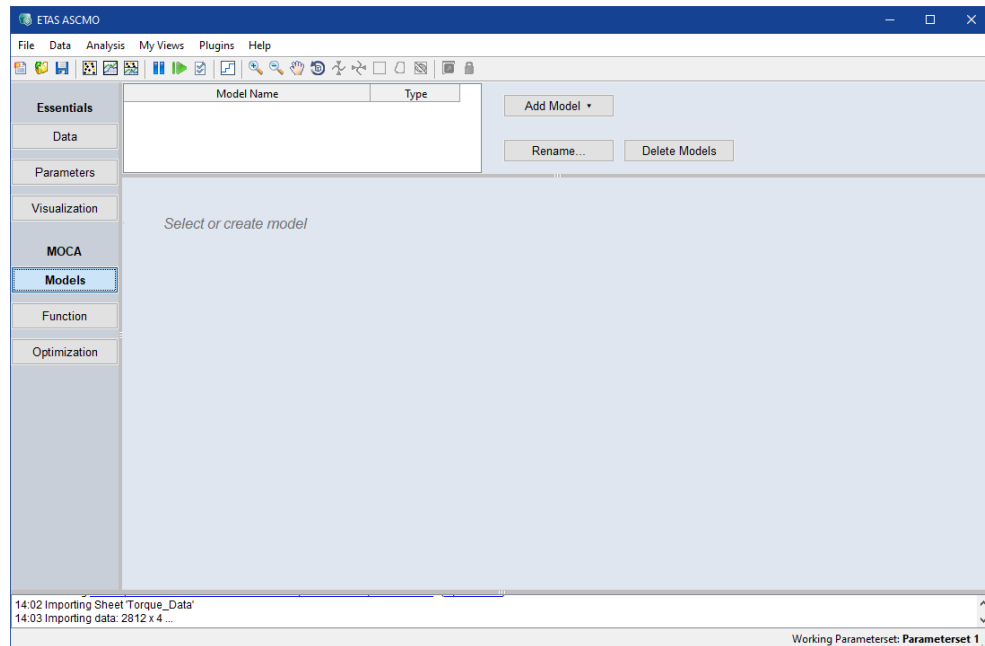 ETAS ASCMO
File Data Analysis My Views Plugins Help
Model Name Type
Add Model
Rename... Delete Models
Essentials
Data
Parameters
Visualization
MOCA
Models
Function
Optimization
Select or create model
14:02 Importing Sheet 'Torque_Data'
14:03 Importing data: 2812 x 4 ...
Working Parameterset: Parameterset 1